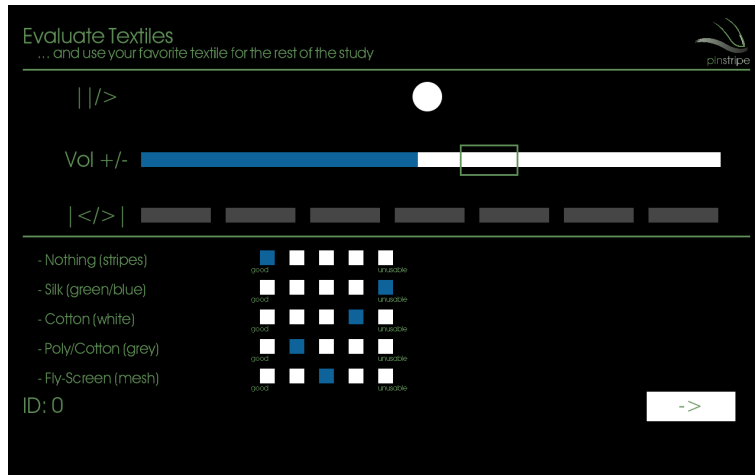 Evaluate Textiles
... and use your favorite textile for the rest of the study
pinstripe
||/>
Vol +/-
|</>|
- Nothing (stripes)
good unusable
- Silk (green/blue)
good unusable
- Cotton (white)
good unusable
- Poly/Cotton (grey)
good unusable
- Fly-Screen (mesh)
good unusable
ID: 0
->